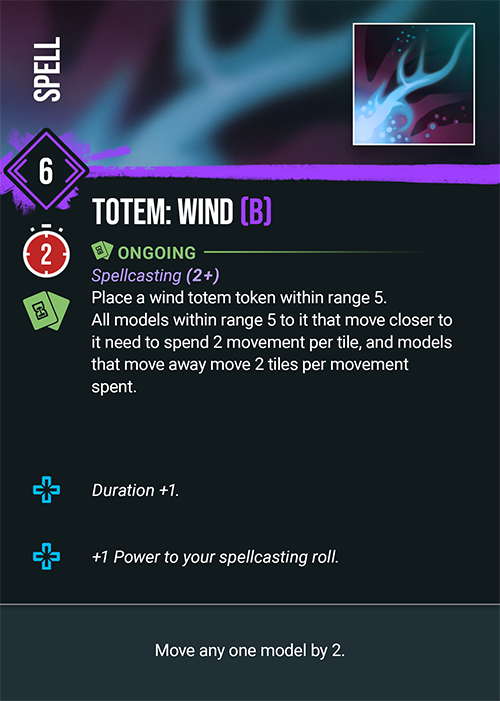 SPELL
6
TOTEM: WIND (B)
2
ONGOING
Spellcasting (2+)
Place a wind totem token within range 5.
All models within range 5 to it that move closer to
it need to spend 2 movement per tile, and models
that move away move 2 tiles per movement
spent.
Duration +1.
+1 Power to your spellcasting roll.
Move any one model by 2.